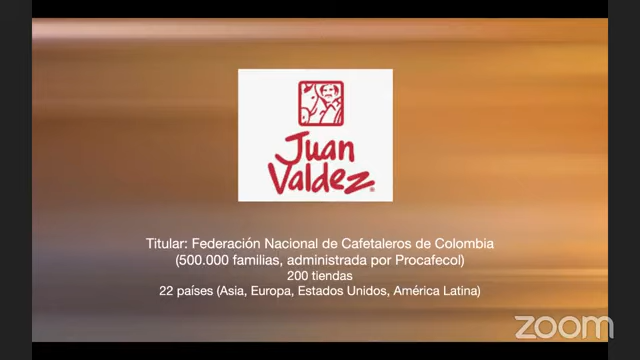 Juan
Valdez®
Titular: Federación Nacional de Cafetaleros de Colombia
(500.000 familias, administrada por Procafecol)
200 tiendas
22 países (Asia, Europa, Estados Unidos, América Latina)
zoom